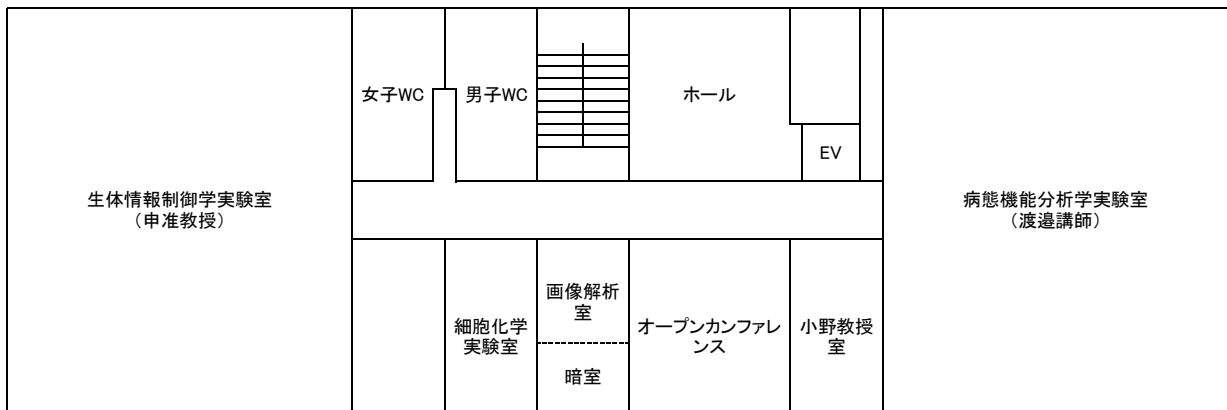 女子WC
男子WC
ホール
EV
生体情報制御学実験室
（申准教授）
病態機能分析学実験室
（渡邉講師）
細胞化学
実験室
画像解析
室
暗室
オープンカンファレ
ンス
小野教授
室